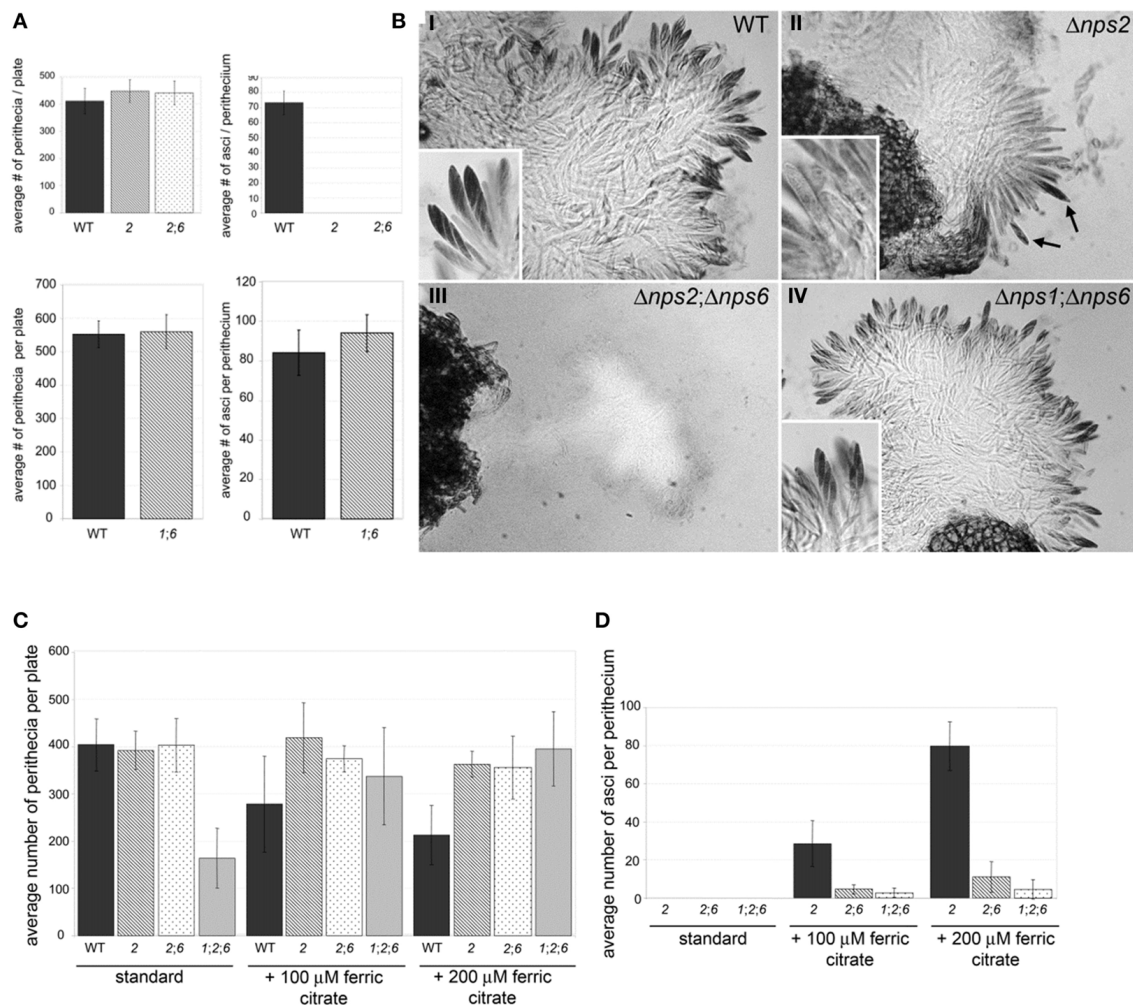 A
average # of perithecia / plate
500
400
300
200
100
0
WT 2 2;6
average # of asci / perithecium
90
80
70
60
50
40
30
20
10
0
WT 2 2;6
average # of perithecia per plate
700
600
500
400
300
200
100
0
WT 1;6
average # of asci per perithecium
120
100
80
60
40
20
0
WT 1;6
B
I WT
II Δnps2
III Δnps2;Δnps6
IV Δnps1;Δnps6
C
average number of perithecia per plate
600
500
400
300
200
100
0
WT 2 2;6 1;2;6 WT 2 2;6 1;2;6 WT 2 2;6 1;2;6
standard + 100 μM ferric + 200 μM ferric
citrate citrate
D
average number of asci per perithecium
100
80
60
40
20
0
2 2;6 1;2;6 2 2;6 1;2;6 2 2;6 1;2;6
standard + 100 μM ferric + 200 μM ferric
citrate citrate